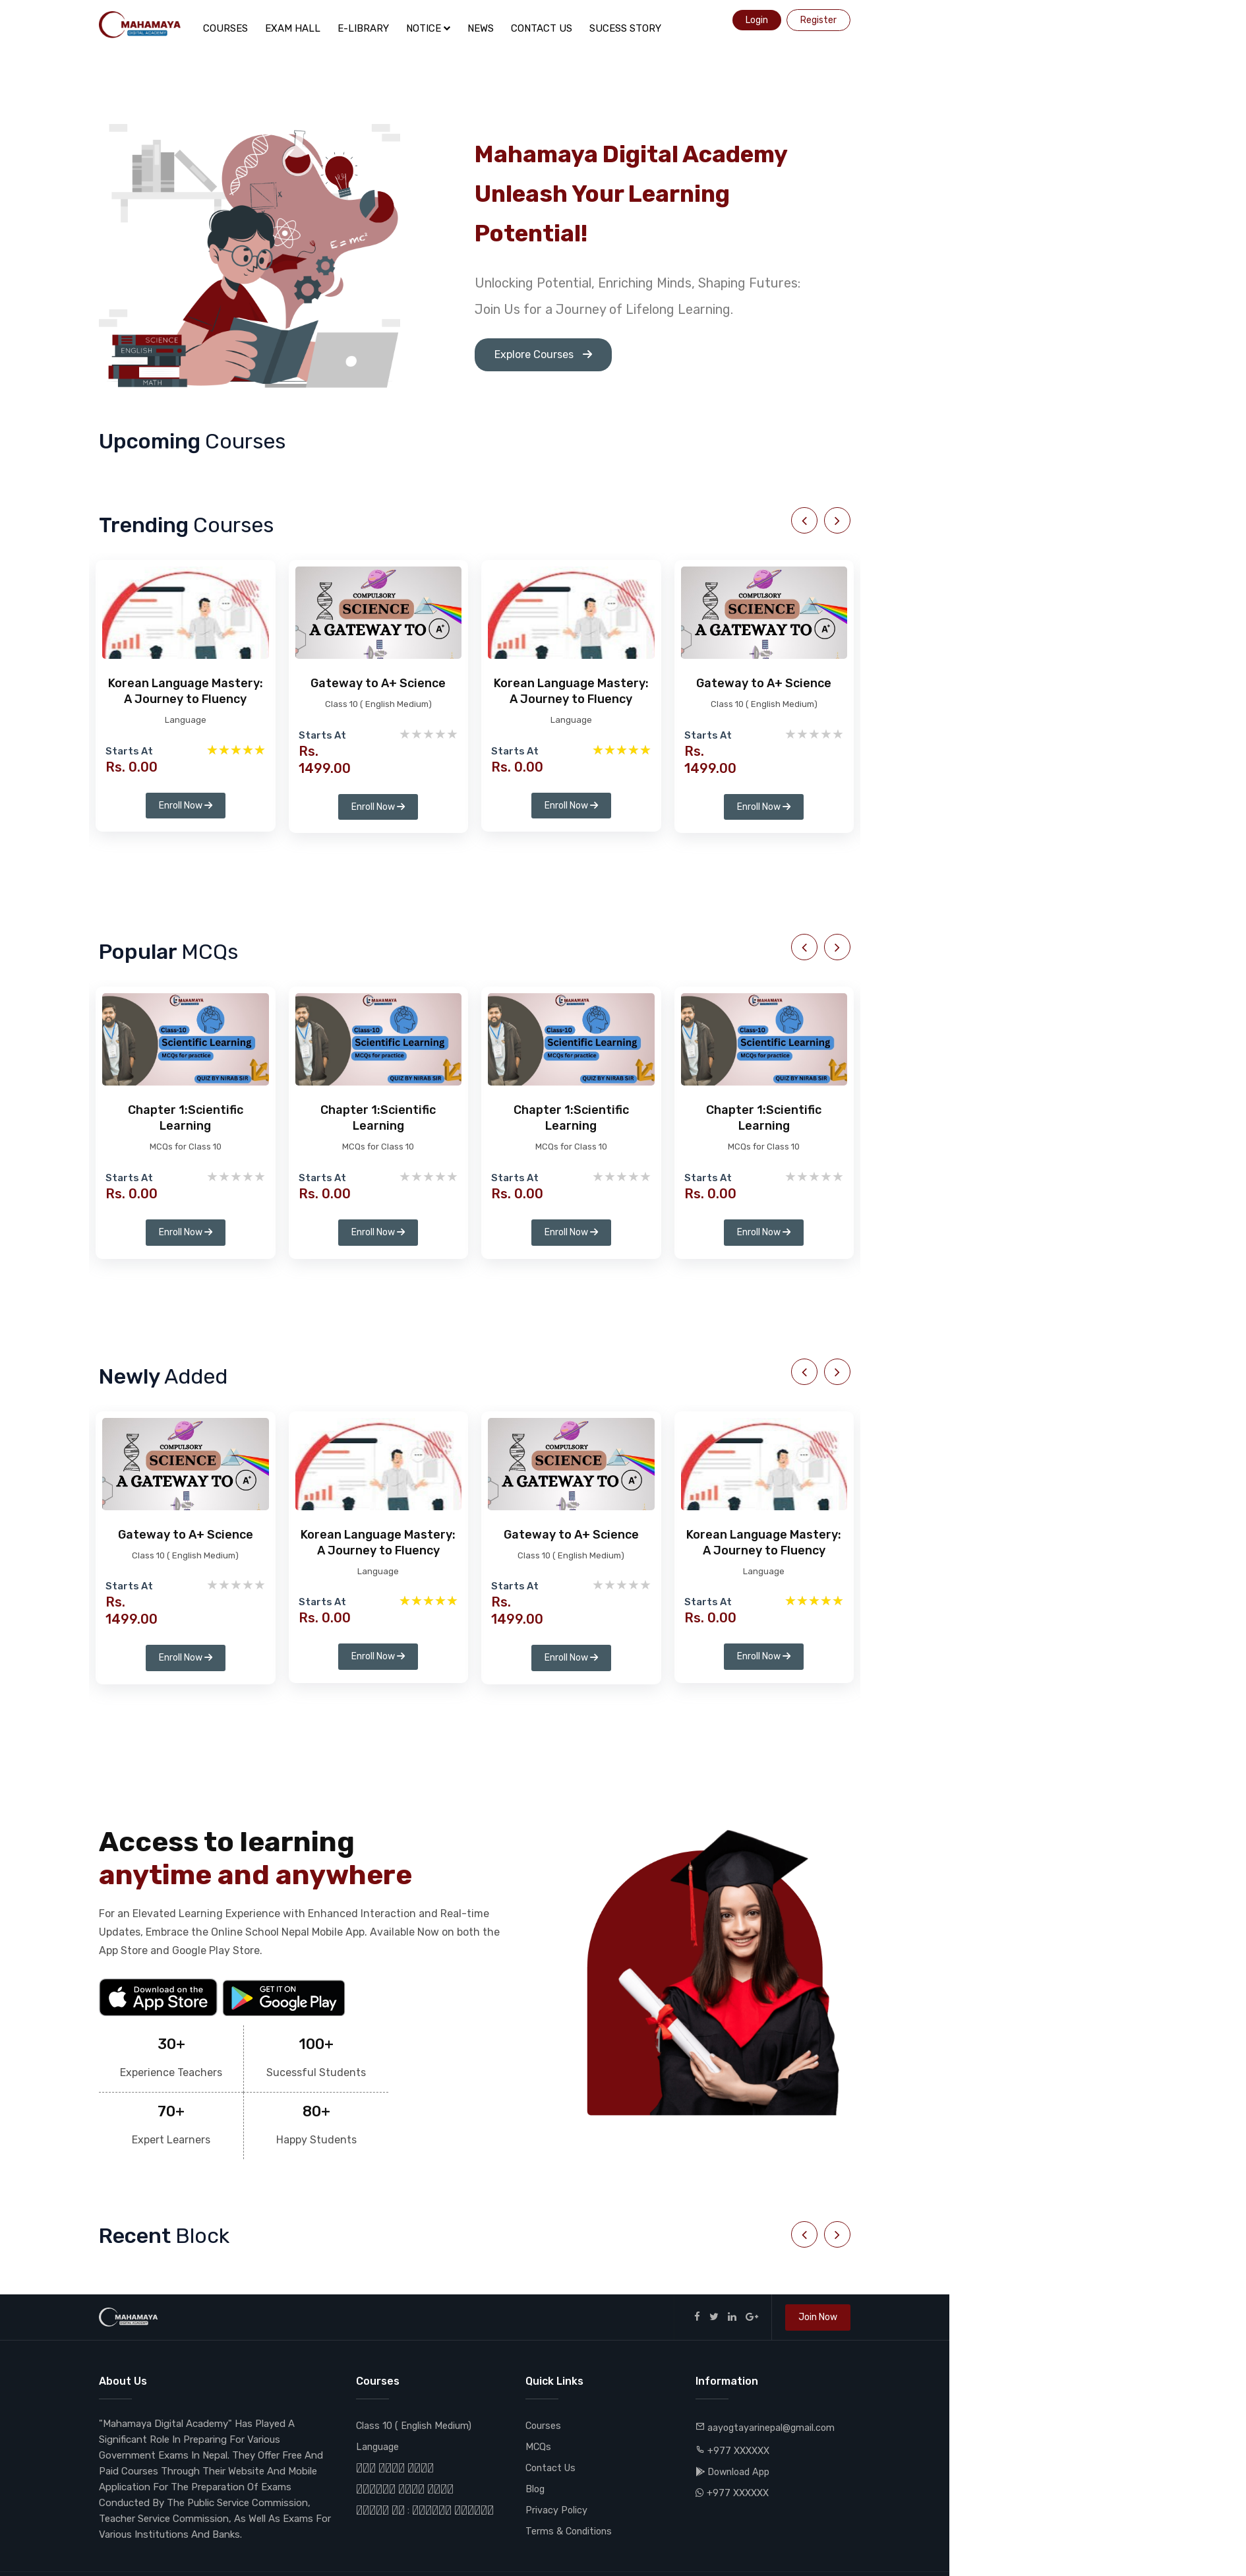 MAHAMAYA
DIGITAL ACADEMY
COURSES EXAM HALL E-LIBRARY NOTICE NEWS CONTACT US SUCESS STORY
Login Register
E = mc²
SCIENCE
ENGLISH
MATH
Mahamaya Digital Academy
Unleash Your Learning
Potential!
Unlocking Potential, Enriching Minds, Shaping Futures:
Join Us for a Journey of Lifelong Learning.
Explore Courses
Upcoming Courses
Trending Courses
Korean Language Mastery:
A Journey to Fluency
Language
Starts At
Rs. 0.00
Enroll Now
COMPULSORY
SCIENCE
A GATEWAY TO A+
Gateway to A+ Science
Class 10 ( English Medium)
Starts At
Rs.
1499.00
Enroll Now
Korean Language Mastery:
A Journey to Fluency
Language
Starts At
Rs. 0.00
Enroll Now
COMPULSORY
SCIENCE
A GATEWAY TO A+
Gateway to A+ Science
Class 10 ( English Medium)
Starts At
Rs.
1499.00
Enroll Now
Popular MCQs
MAHAMAYA
Class-10
Scientific Learning
MCQs for practice
QUIZ BY NIRAB SIR
Chapter 1:Scientific
Learning
MCQs for Class 10
Starts At
Rs. 0.00
Enroll Now
MAHAMAYA
Class-10
Scientific Learning
MCQs for practice
QUIZ BY NIRAB SIR
Chapter 1:Scientific
Learning
MCQs for Class 10
Starts At
Rs. 0.00
Enroll Now
MAHAMAYA
Class-10
Scientific Learning
MCQs for practice
QUIZ BY NIRAB SIR
Chapter 1:Scientific
Learning
MCQs for Class 10
Starts At
Rs. 0.00
Enroll Now
MAHAMAYA
Class-10
Scientific Learning
MCQs for practice
QUIZ BY NIRAB SIR
Chapter 1:Scientific
Learning
MCQs for Class 10
Starts At
Rs. 0.00
Enroll Now
Newly Added
COMPULSORY
SCIENCE
A GATEWAY TO A+
Gateway to A+ Science
Class 10 ( English Medium)
Starts At
Rs.
1499.00
Enroll Now
Korean Language Mastery:
A Journey to Fluency
Language
Starts At
Rs. 0.00
Enroll Now
COMPULSORY
SCIENCE
A GATEWAY TO A+
Gateway to A+ Science
Class 10 ( English Medium)
Starts At
Rs.
1499.00
Enroll Now
Korean Language Mastery:
A Journey to Fluency
Language
Starts At
Rs. 0.00
Enroll Now
Access to learning
anytime and anywhere
For an Elevated Learning Experience with Enhanced Interaction and Real-time
Updates, Embrace the Online School Nepal Mobile App. Available Now on both the
App Store and Google Play Store.
Download on the
App Store
GET IT ON
Google Play
30+ 100+
Experience Teachers Sucessful Students
70+ 80+
Expert Learners Happy Students
Recent Block
MAHAMAYA
DIGITAL ACADEMY
Join Now
About Us
"Mahamaya Digital Academy" Has Played A
Significant Role In Preparing For Various
Government Exams In Nepal. They Offer Free And
Paid Courses Through Their Website And Mobile
Application For The Preparation Of Exams
Conducted By The Public Service Commission,
Teacher Service Commission, As Well As Exams For
Various Institutions And Banks.
Courses
Class 10 ( English Medium)
Language
Quick Links
Courses
MCQs
Contact Us
Blog
Privacy Policy
Terms & Conditions
Information
aayogtayarinepal@gmail.com
+977 XXXXXX
Download App
+977 XXXXXX